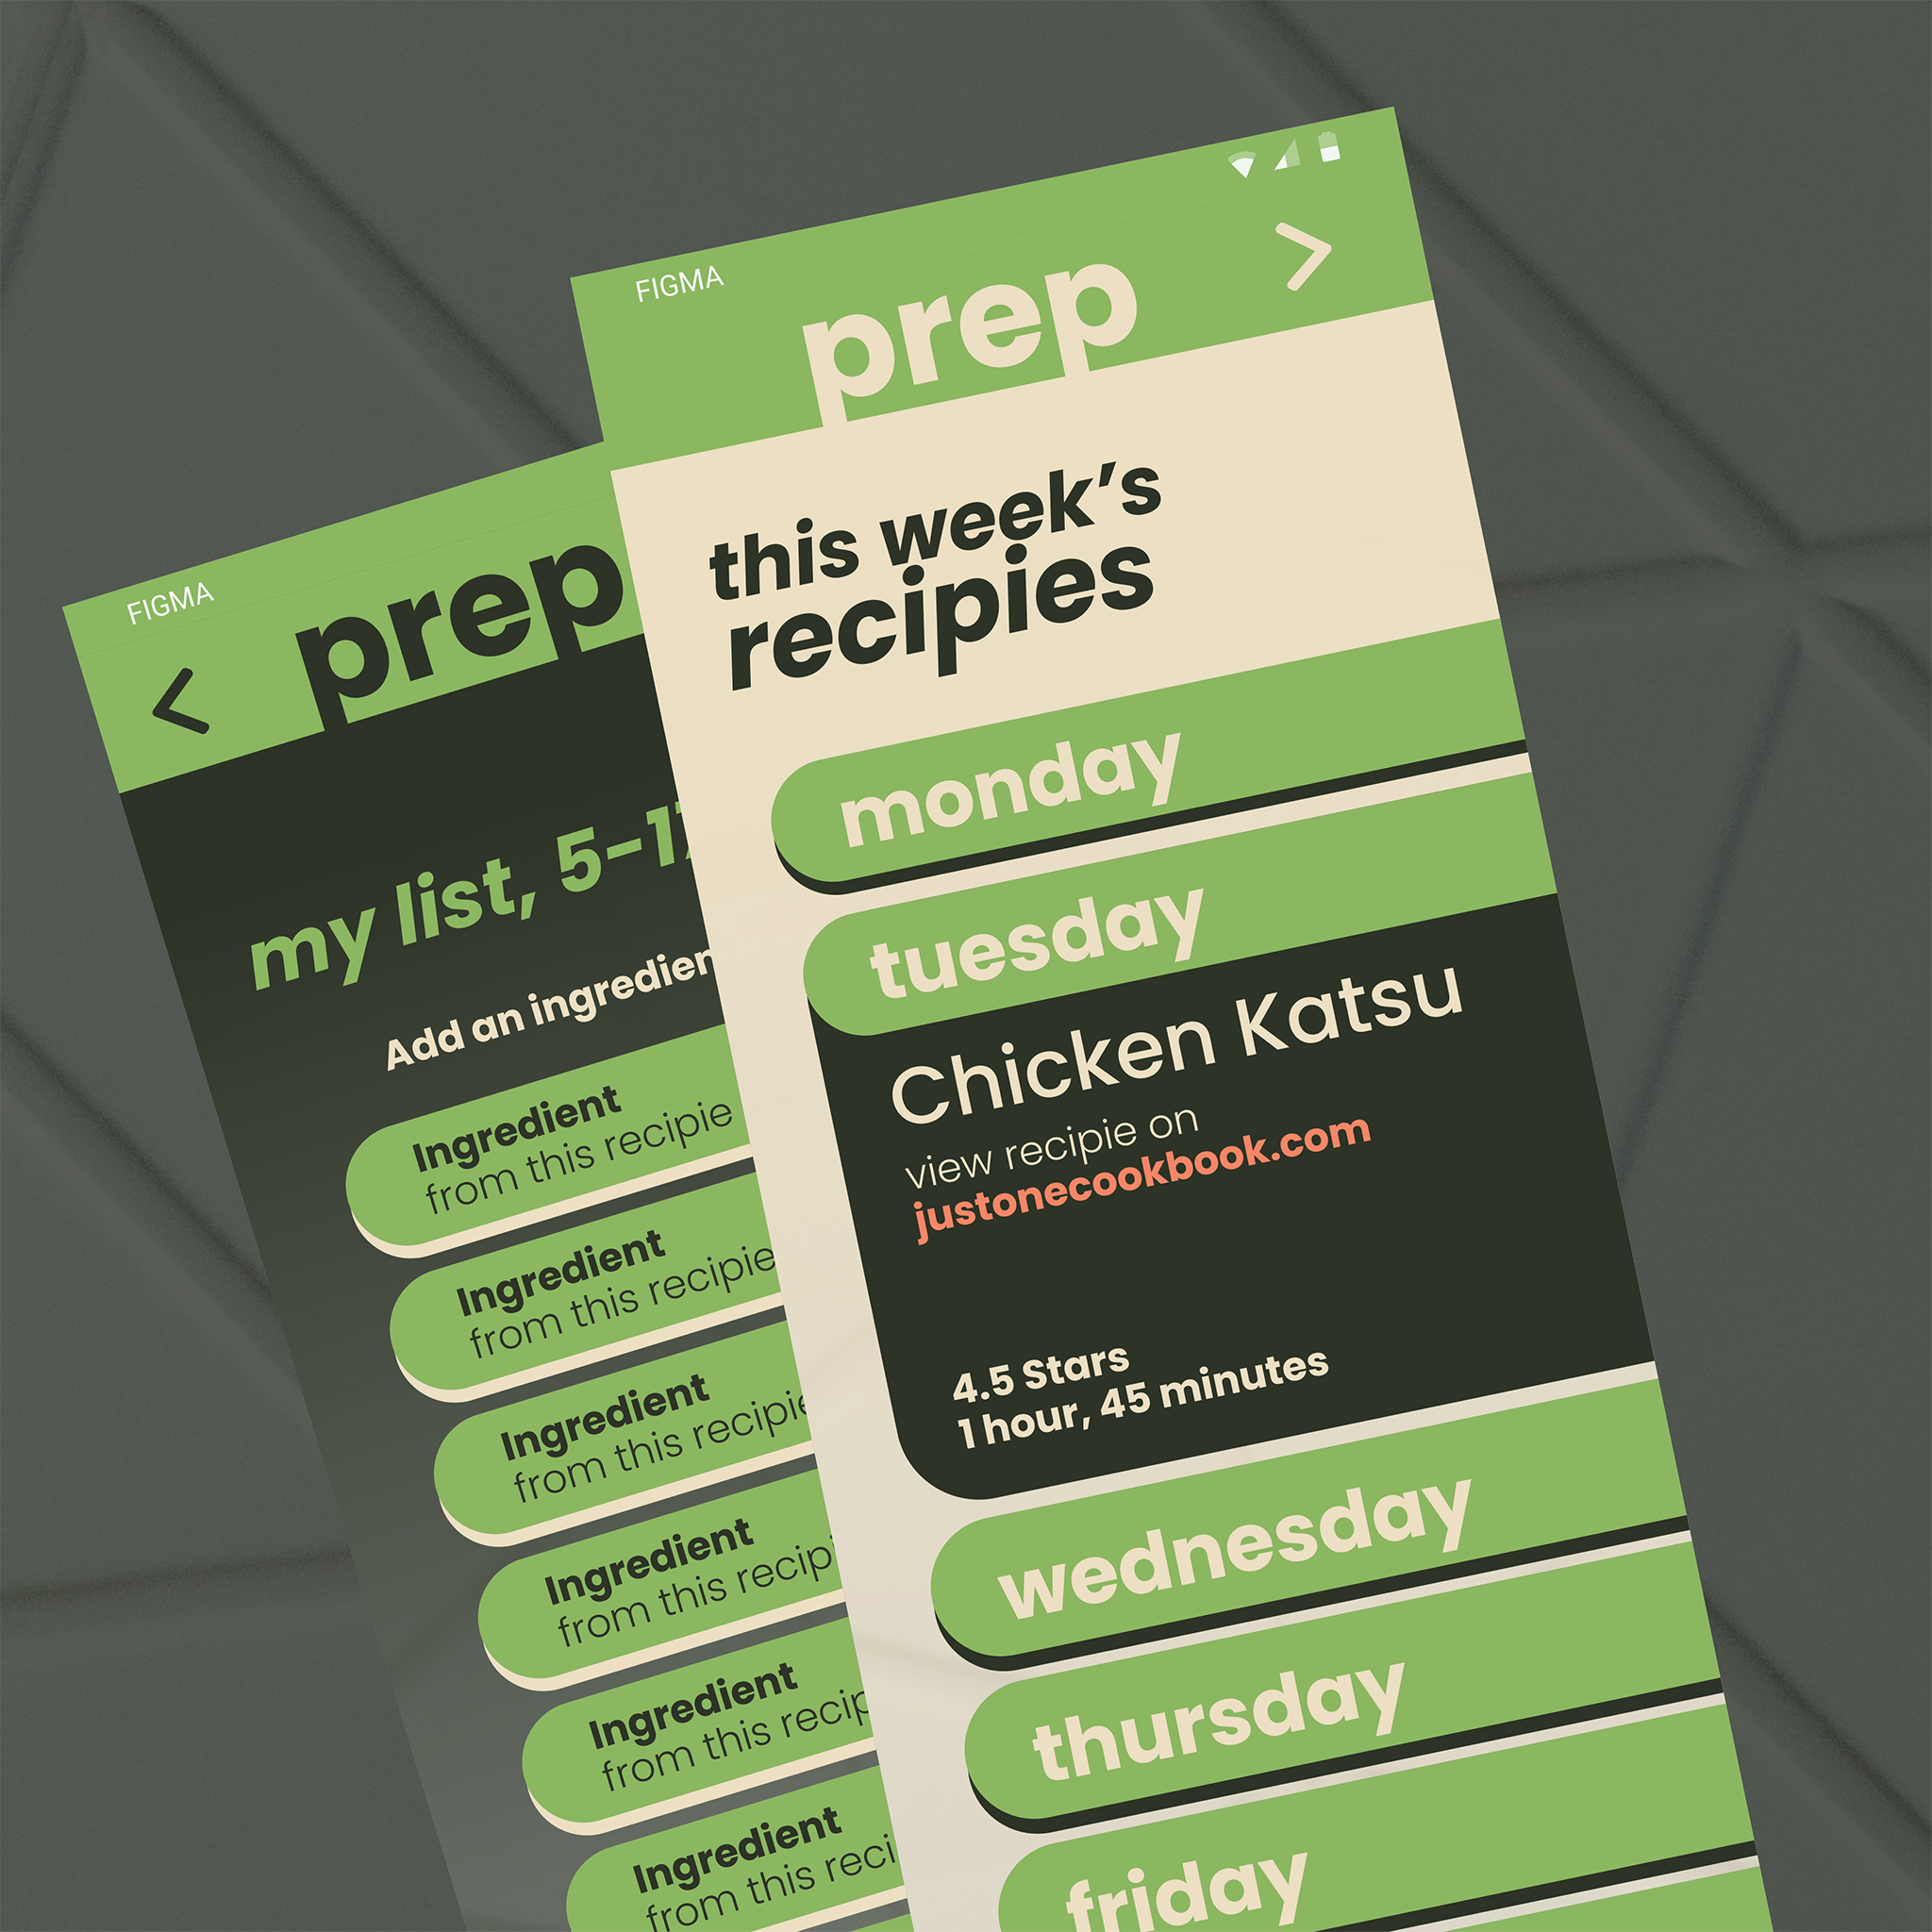 FIGMA
prep
this week's
recipies
monday
tuesday
Chicken Katsu
view recipie on
justonecookbook.com
4.5 Stars
1 hour, 45 minutes
wednesday
thursday
friday
FIGMA
prep
my list, 5-1
Add an ingredien
Ingredient
from this recipie
Ingredient
from this recipie
Ingredient
from this recipie
Ingredient
from this recipi
Ingredient
from this recip
Ingredient
from this reci